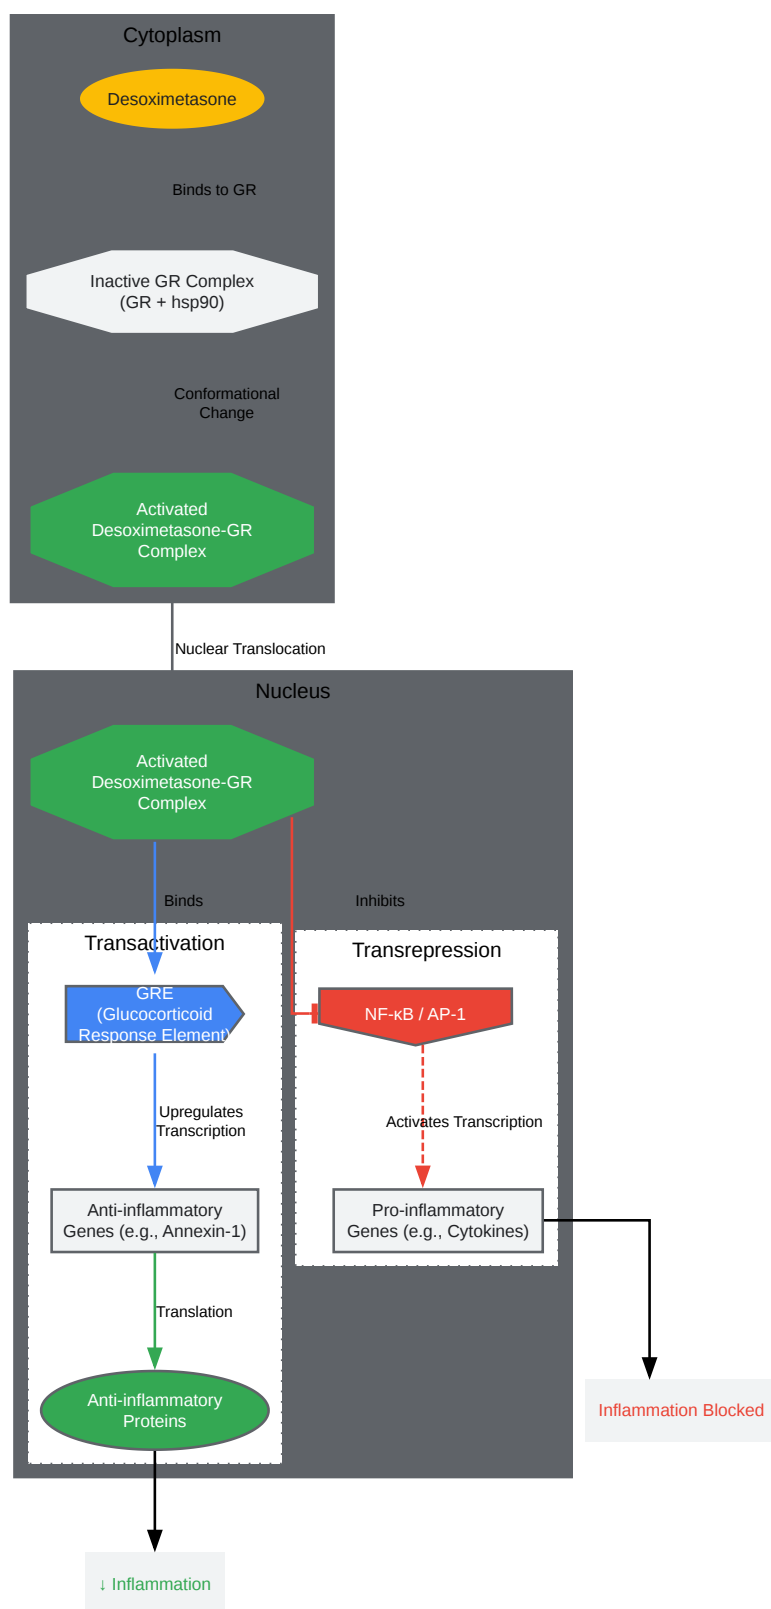 Cytoplasm
Desoximetasone
Binds to GR
Inactive GR Complex
(GR + hsp90)
Conformational
Change
Activated
Desoximetasone-GR
Complex
Nuclear Translocation
Nucleus
Activated
Desoximetasone-GR
Complex
Binds
Inhibits
Transactivation
Transrepression
GRE
(Glucocorticoid
Response Element)
NF-κB / AP-1
Upregulates
Transcription
Activates Transcription
Anti-inflammatory
Genes (e.g., Annexin-1)
Pro-inflammatory
Genes (e.g., Cytokines)
Translation
Anti-inflammatory
Proteins
Inflammation Blocked
↓ Inflammation